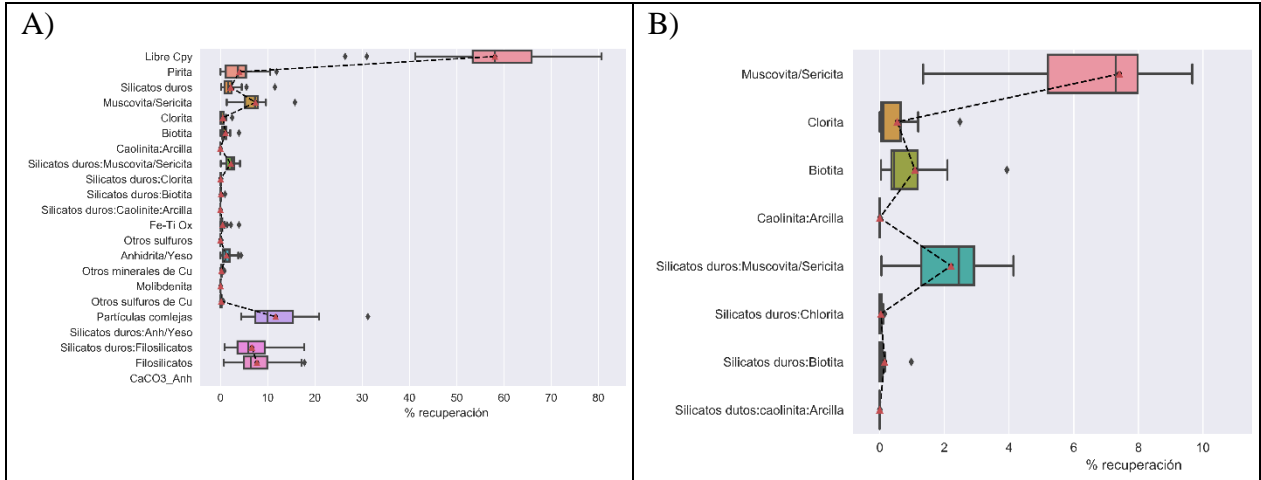 A)
Libre Cpy
Pirita
Silicatos duros
Muscovita/Sericita
Clorita
Biotita
Caolinita:Arcilla
Silicatos duros:Muscovita/Sericita
Silicatos duros:Clorita
Silicatos duros:Biotita
Silicatos duros:Caolinite:Arcilla
Fe-Ti Ox
Otros sulfuros
Anhidrita/Yeso
Otros minerales de Cu
Molibdenita
Otros sulfuros de Cu
Partículas comlejas
Silicatos duros:Anh/Yeso
Silicatos duros:Filosilicatos
Filosilicatos
CaCO3_Anh
0 10 20 30 40 50 60 70 80
% recuperación
B)
Muscovita/Sericita
Clorita
Biotita
Caolinita:Arcilla
Silicatos duros:Muscovita/Sericita
Silicatos duros:Chlorita
Silicatos duros:Biotita
Silicatos dutos:caolinita:Arcilla
0 2 4 6 8 10
% recuperación